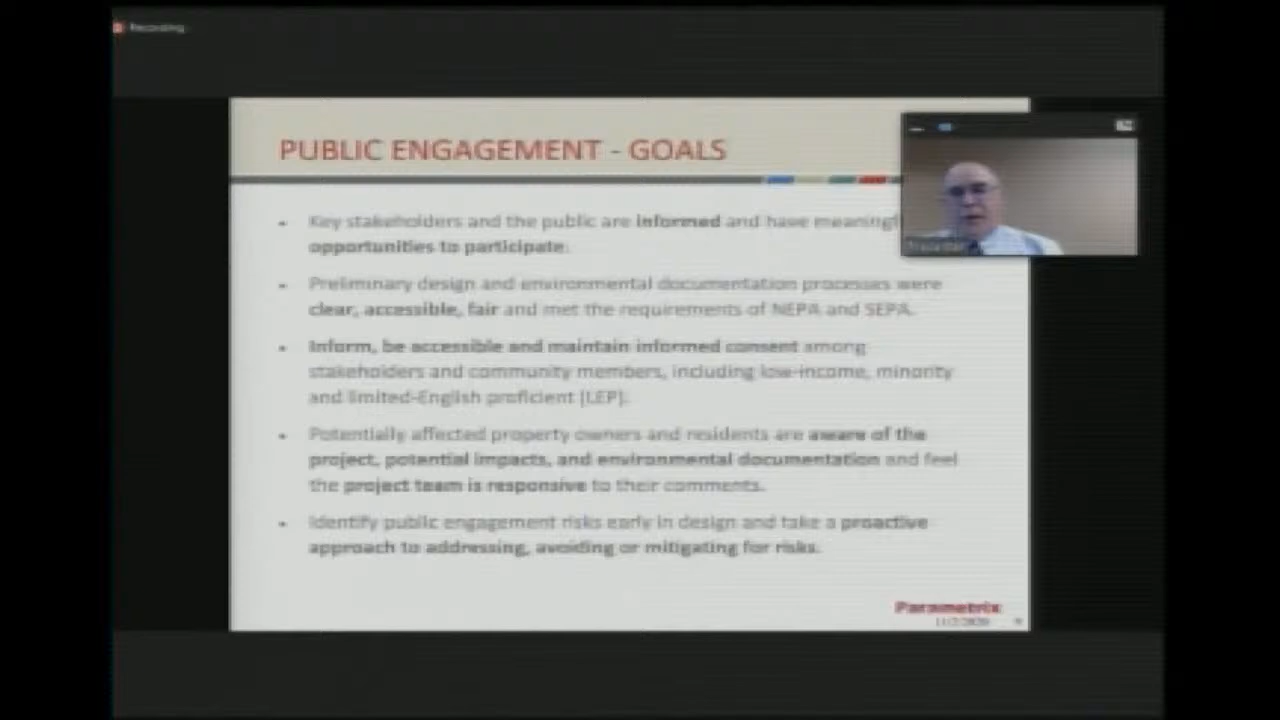 Recording
PUBLIC ENGAGEMENT - GOALS
Key stakeholders and the public are informed and have meaningf
opportunities to participate.
Preliminary design and environmental documentation processes were
clear, accessible, fair and met the requirements of NEPA and SEPA.
Inform, be accessible and maintain informed consent among
stakeholders and community members, including low-income, minority
and limited-English proficient (LEP).
Potentially affected property owners and residents are aware of the
project, potential impacts, and environmental documentation and feel
the project team is responsive to their comments.
Identify public engagement risks early in design and take a proactive
approach to addressing, avoiding or mitigating for risks.
Parametrix
11/2/2020